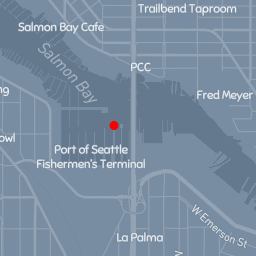 Trailbend Taproom
Salmon Bay Cafe
Salmon Bay
PCC
Fred Meyer
Port of Seattle
Fishermen's Terminal
W Emerson St
La Palma